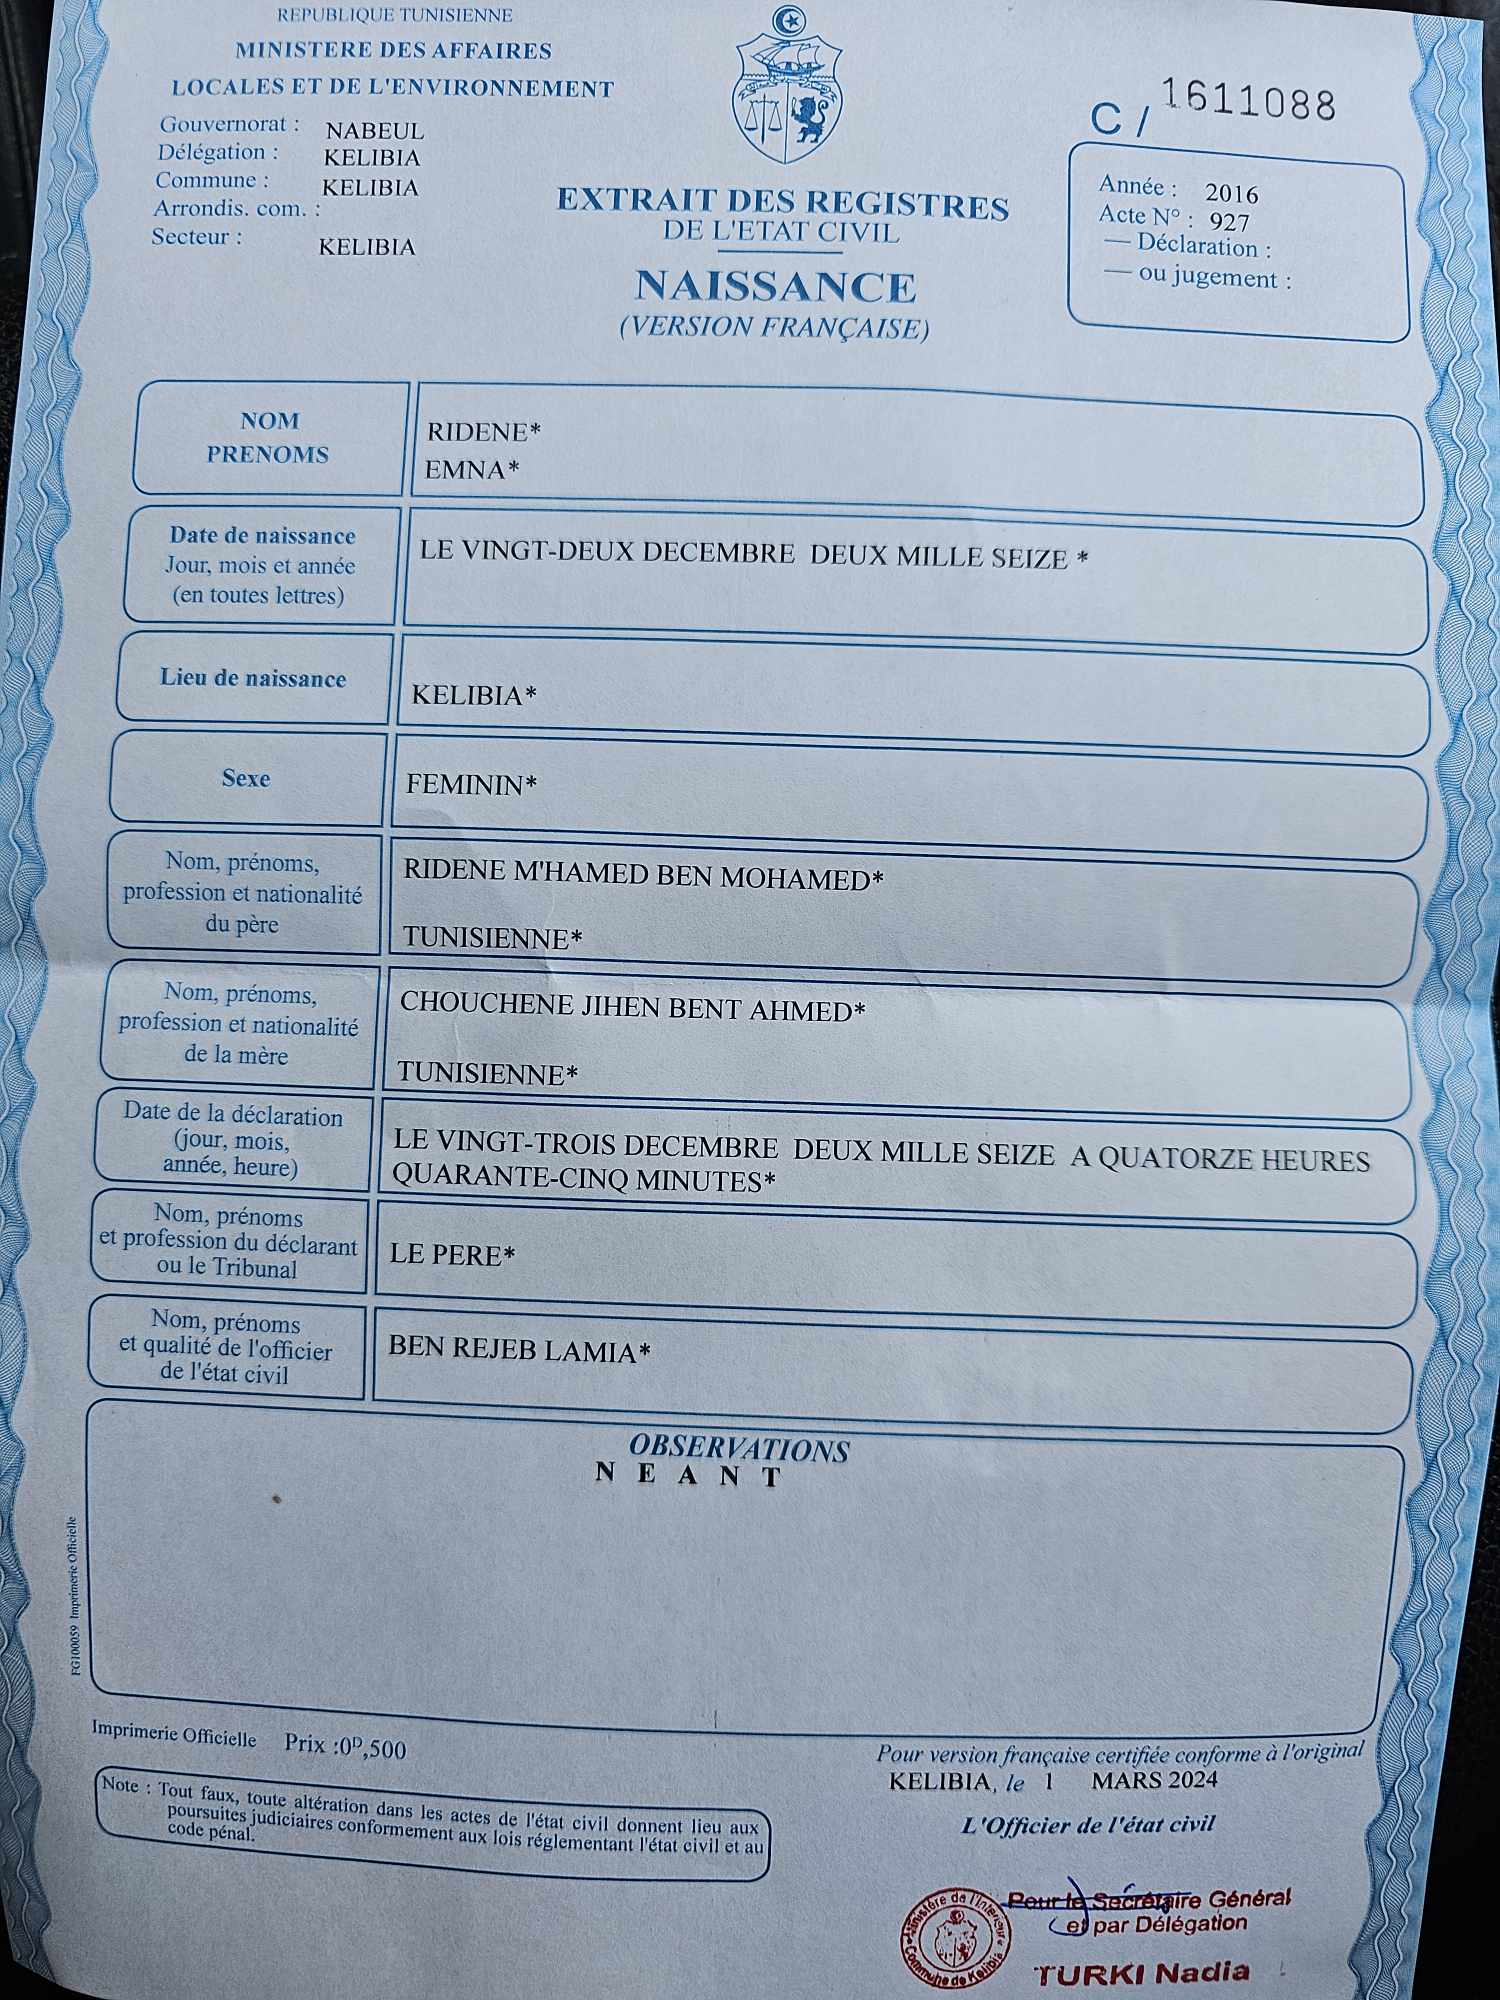 REPUBLIQUE TUNISIENNE
MINISTERE DES AFFAIRES
LOCALES ET DE L'ENVIRONNEMENT
Gouvernorat : NABEUL
Délégation : KELIBIA
Commune : KELIBIA
Arrondis. com. :
Secteur : KELIBIA
C / 1611088
Année : 2016
Acte N° : 927
— Déclaration :
— ou jugement :
EXTRAIT DES REGISTRES
DE L'ETAT CIVIL
NAISSANCE
(VERSION FRANÇAISE)
NOM
PRENOMS
RIDENE*
EMNA*
Date de naissance
Jour, mois et année
(en toutes lettres)
LE VINGT-DEUX DECEMBRE DEUX MILLE SEIZE *
Lieu de naissance
KELIBIA*
Sexe
FEMININ*
Nom, prénoms,
profession et nationalité
du père
RIDENE M'HAMED BEN MOHAMED*
TUNISIENNE*
Nom, prénoms,
profession et nationalité
de la mère
CHOUCHENE JIHEN BENT AHMED*
TUNISIENNE*
Date de la déclaration
(jour, mois,
année, heure)
LE VINGT-TROIS DECEMBRE DEUX MILLE SEIZE A QUATORZE HEURES
QUARANTE-CINQ MINUTES*
Nom, prénoms
et profession du déclarant
ou le Tribunal
LE PERE*
Nom, prénoms
et qualité de l'officier
de l'état civil
BEN REJEB LAMIA*
OBSERVATIONS
N E A N T
FG100059 Imprimerie Officielle
Imprimerie Officielle Prix :0D,500
Note : Tout faux, toute altération dans les actes de l'état civil donnent lieu aux
poursuites judiciaires conformement aux lois réglementant l'état civil et au
code pénal.
Pour version française certifiée conforme à l'original
KELIBIA, le 1 MARS 2024
L'Officier de l'état civil
Ministère de l'Interieur
Commune de Kelibia
Pour le Secrétaire Général
et par Délégation
TURKI Nadia